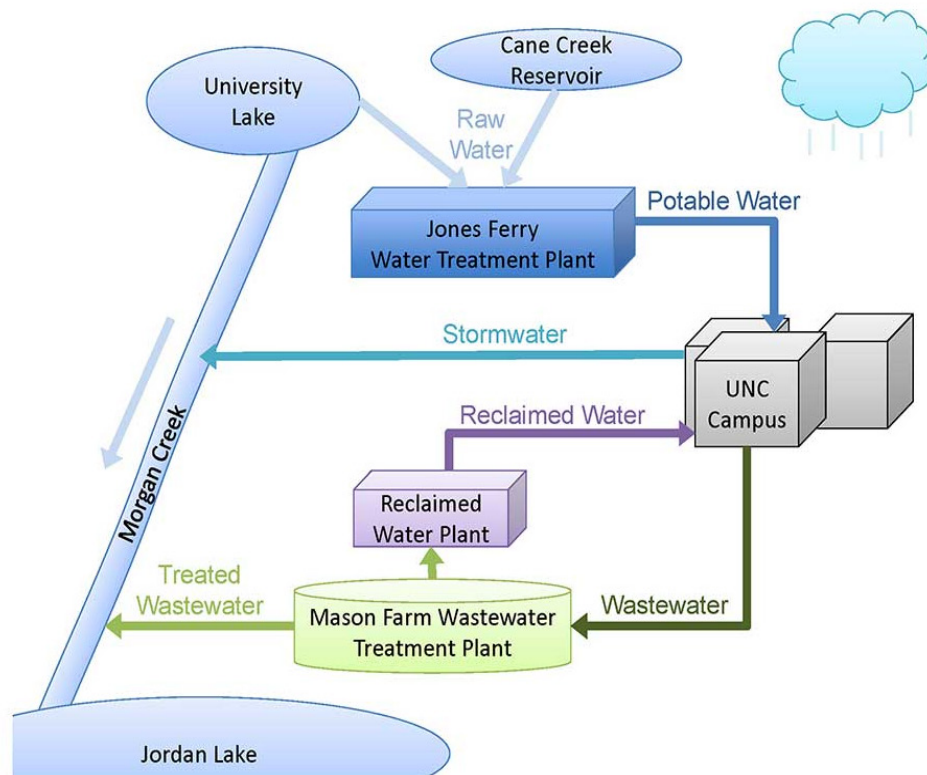 Cane Creek
Reservoir
University
Lake
Raw
Water
Potable Water
Jones Ferry
Water Treatment Plant
Stormwater
UNC
Campus
Reclaimed Water
Morgan Creek
Reclaimed
Water Plant
Treated
Wastewater
Wastewater
Mason Farm Wastewater
Treatment Plant
Jordan Lake